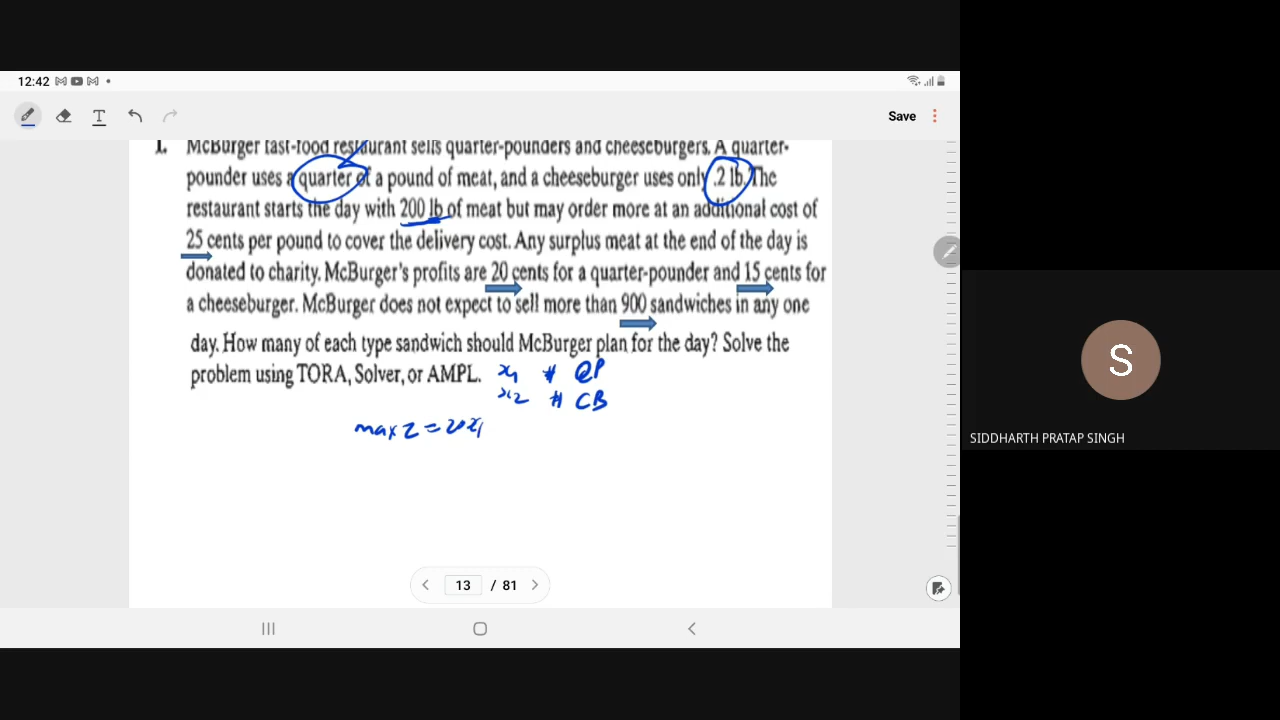 12:42
Save
1. McBurger fast-food restaurant sells quarter-pounders and cheeseburgers. A quarter-
pounder uses a quarter of a pound of meat, and a cheeseburger uses only .2 lb. The
restaurant starts the day with 200 lb of meat but may order more at an additional cost of
25 cents per pound to cover the delivery cost. Any surplus meat at the end of the day is
donated to charity. McBurger's profits are 20 cents for a quarter-pounder and 15 cents for
a cheeseburger. McBurger does not expect to sell more than 900 sandwiches in any one
day. How many of each type sandwich should McBurger plan for the day? Solve the
problem using TORA, Solver, or AMPL.
x1 # QP
x2 # CB
max z = 20x1
13 / 81
S
SIDDHARTH PRATAP SINGH